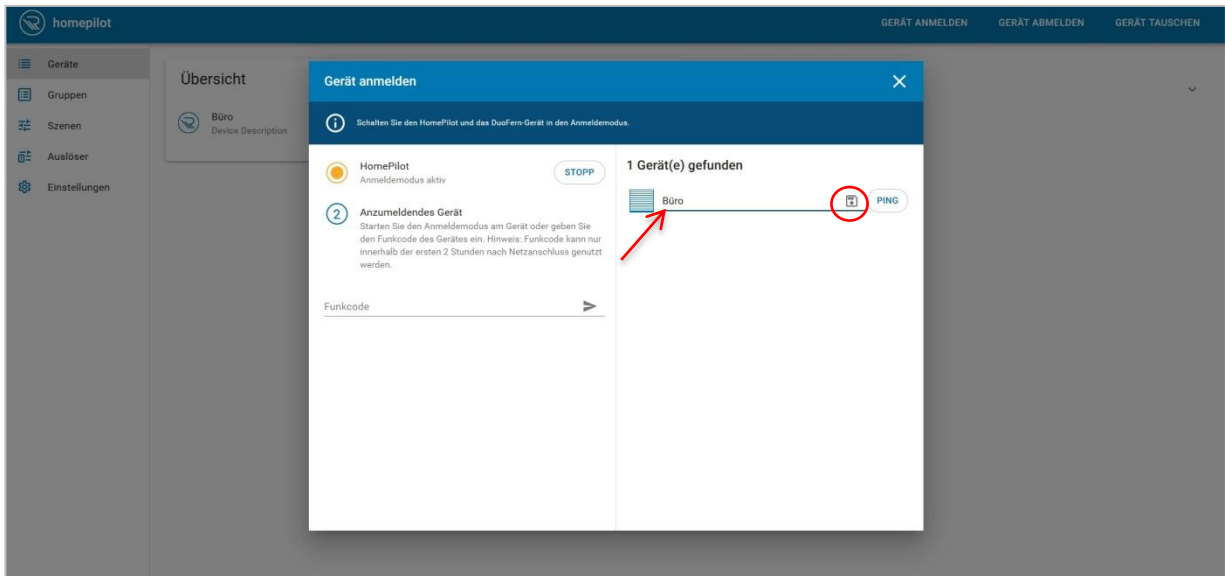 homepilot
GERÄT ANMELDEN
GERÄT ABMELDEN
GERÄT TAUSCHEN
Geräte
Gruppen
Szenen
Auslöser
Einstellungen
Übersicht
Büro
Device Description
Gerät anmelden
Schalten Sie den HomePilot und das DuoFern-Gerät in den Anmeldemodus.
HomePilot
Anmeldemodus aktiv
STOPP
2
Anzumeldendes Gerät
Starten Sie den Anmeldemodus am Gerät oder geben Sie
den Funkcode des Gerätes ein. Hinweis: Funkcode kann nur
innerhalb der ersten 2 Stunden nach Netzanschluss genutzt
werden.
Funkcode
1 Gerät(e) gefunden
Büro
PING